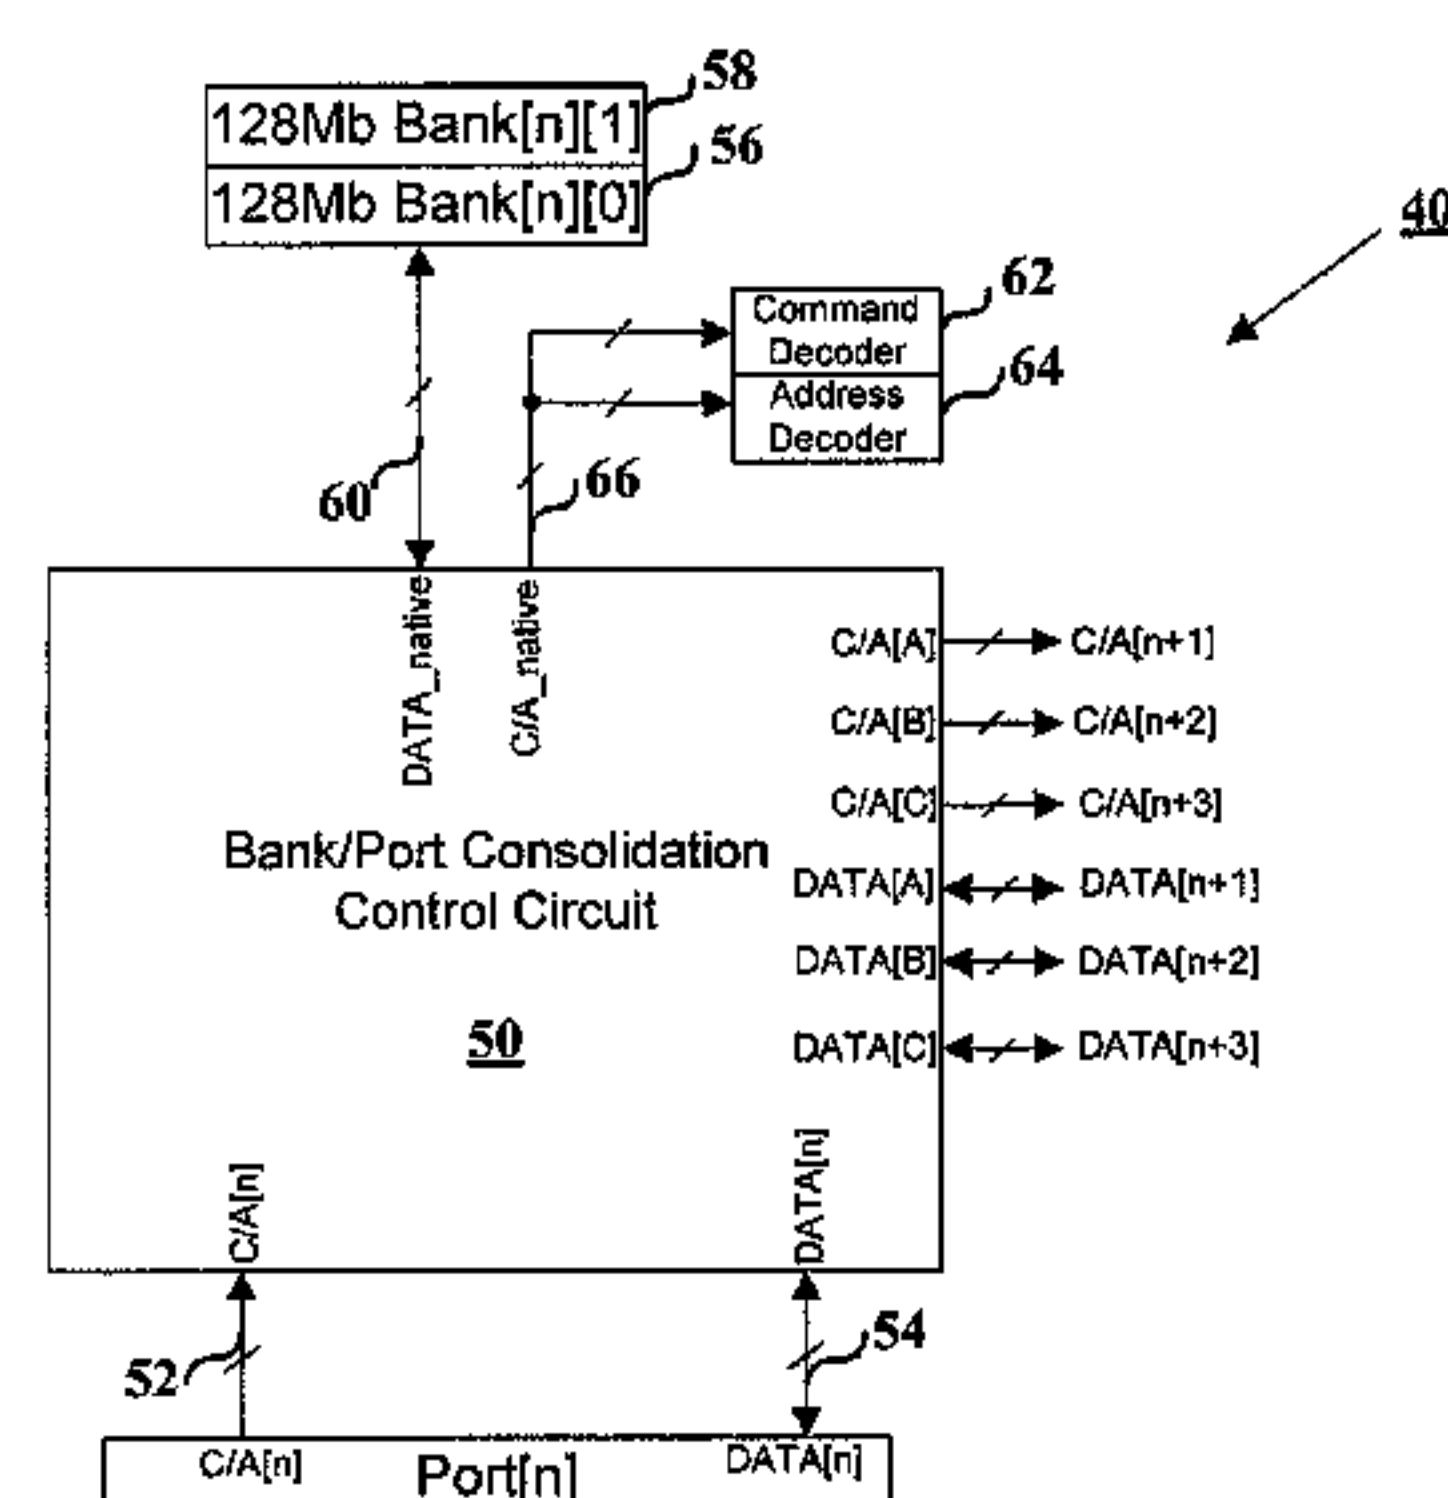 58
128Mb Bank[n][1]
56
128Mb Bank[n][0]
40
62
Command
Decoder
64
Address
Decoder
60
66
DATA_native
C/A_native
C/A[A]
C/A[n+1]
C/A[B]
C/A[n+2]
C/A[C]
C/A[n+3]
Bank/Port Consolidation
Control Circuit
DATA[A]
DATA[n+1]
DATA[B]
DATA[n+2]
50
DATA[C]
DATA[n+3]
C/A[n]
DATA[n]
52
54
C/A[n]
Port[n]
DATA[n]